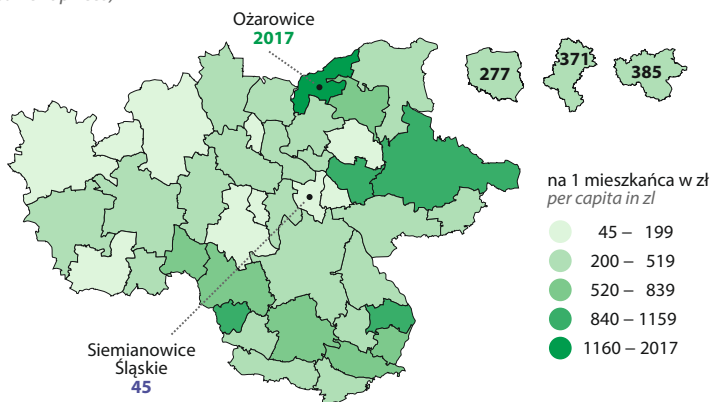 Ożarowice
2017
277
371
385
na 1 mieszkańca w zł
per capita in zl
45 – 199
200 – 519
520 – 839
840 – 1159
1160 – 2017
Siemianowice
Śląskie
45